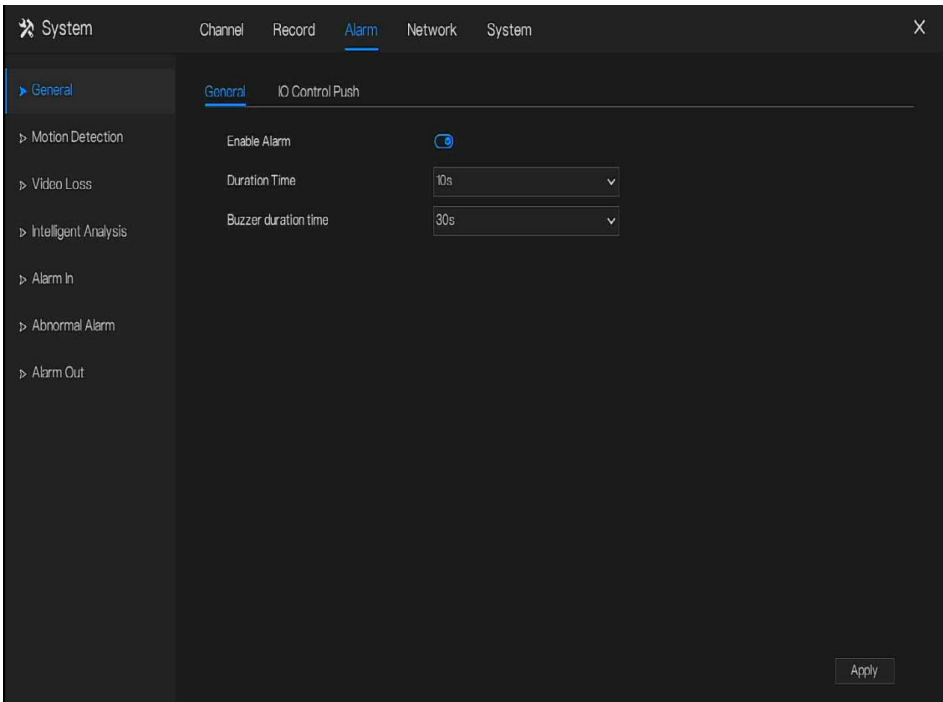 System
Channel Record Alarm Network System X
General
Motion Detection
Video Loss
Intelligent Analysis
Alarm In
Abnormal Alarm
Alarm Out
General IO Control Push
Enable Alarm
Duration Time 10s
Buzzer duration time 30s
Apply